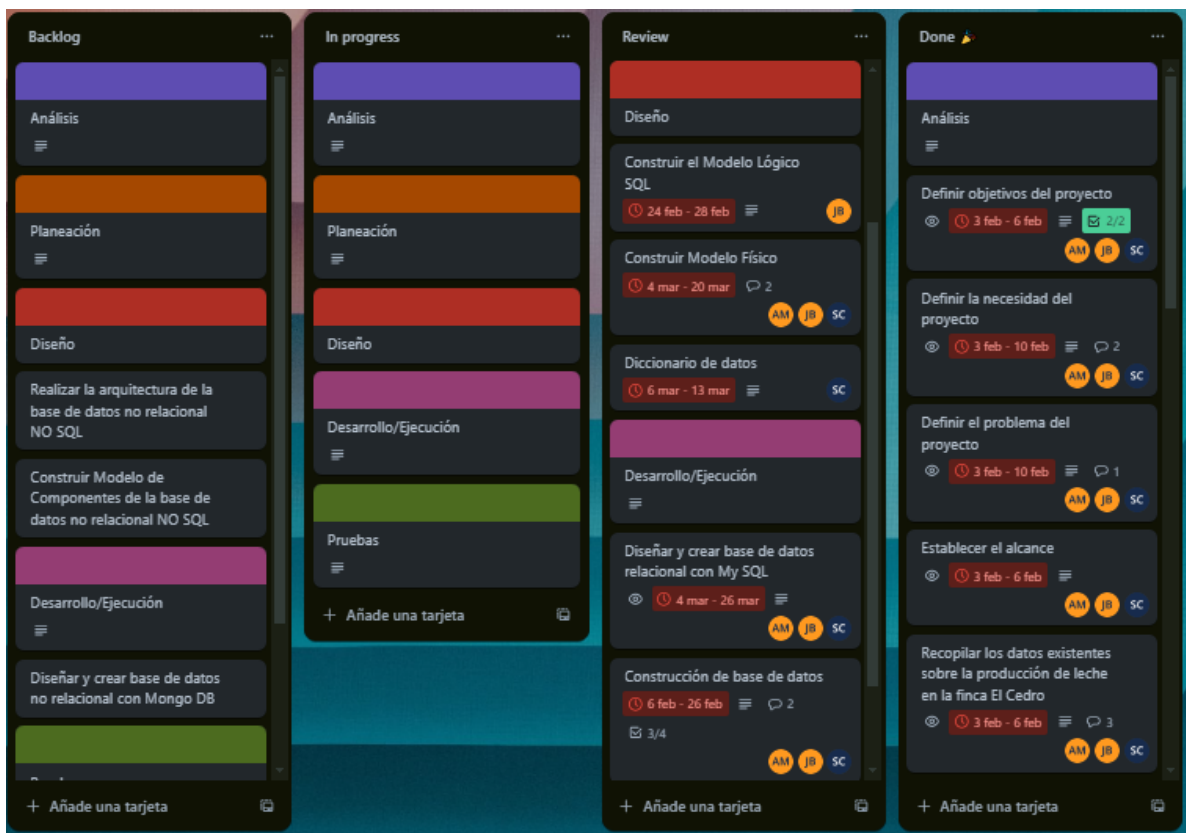 Backlog
Análisis
Planeación
Diseño
Realizar la arquitectura de la
base de datos no relacional
NO SQL
Construir Modelo de
Componentes de la base de
datos no relacional NO SQL
Desarrollo/Ejecución
Diseñar y crear base de datos
no relacional con Mongo DB
+ Añade una tarjeta
In progress
Análisis
Planeación
Diseño
Desarrollo/Ejecución
Pruebas
+ Añade una tarjeta
Review
Diseño
Construir el Modelo Lógico
SQL
24 feb - 28 feb JB
Construir Modelo Físico
4 mar - 20 mar 2
AM JB SC
Diccionario de datos
6 mar - 13 mar SC
Desarrollo/Ejecución
Diseñar y crear base de datos
relacional con My SQL
4 mar - 26 mar
AM JB SC
Construcción de base de datos
6 feb - 26 feb 2
3/4
AM JB SC
+ Añade una tarjeta
Done 🎉
Análisis
Definir objetivos del proyecto
3 feb - 6 feb 2/2
AM JB SC
Definir la necesidad del
proyecto
3 feb - 10 feb 2
AM JB SC
Definir el problema del
proyecto
3 feb - 10 feb 1
AM JB SC
Establecer el alcance
3 feb - 6 feb
AM JB SC
Recopilar los datos existentes
sobre la producción de leche
en la finca El Cedro
3 feb - 6 feb 3
AM JB SC
+ Añade una tarjeta